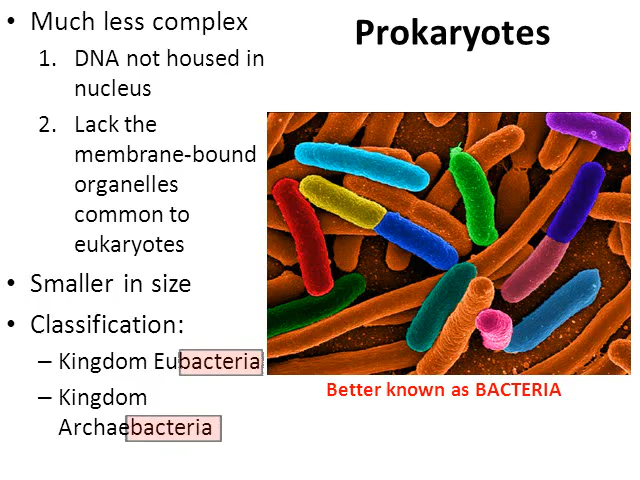 Prokaryotes
• Much less complex
1. DNA not housed in
nucleus
2. Lack the
membrane-bound
organelles
common to
eukaryotes
• Smaller in size
• Classification:
– Kingdom Eubacteria
– Kingdom
Archaebacteria
Better known as BACTERIA